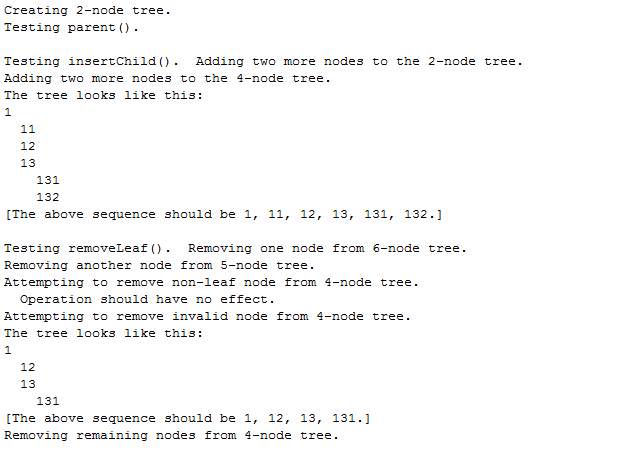 Creating 2-node tree.
Testing parent().

Testing insertChild().  Adding two more nodes to the 2-node tree.
Adding two more nodes to the 4-node tree.
The tree looks like this:
1
  11
  12
  13
    131
    132
[The above sequence should be 1, 11, 12, 13, 131, 132.]

Testing removeLeaf().  Removing one node from 6-node tree.
Removing another node from 5-node tree.
Attempting to remove non-leaf node from 4-node tree.
  Operation should have no effect.
Attempting to remove invalid node from 4-node tree.
The tree looks like this:
1
  12
  13
    131
[The above sequence should be 1, 12, 13, 131.]
Removing remaining nodes from 4-node tree.